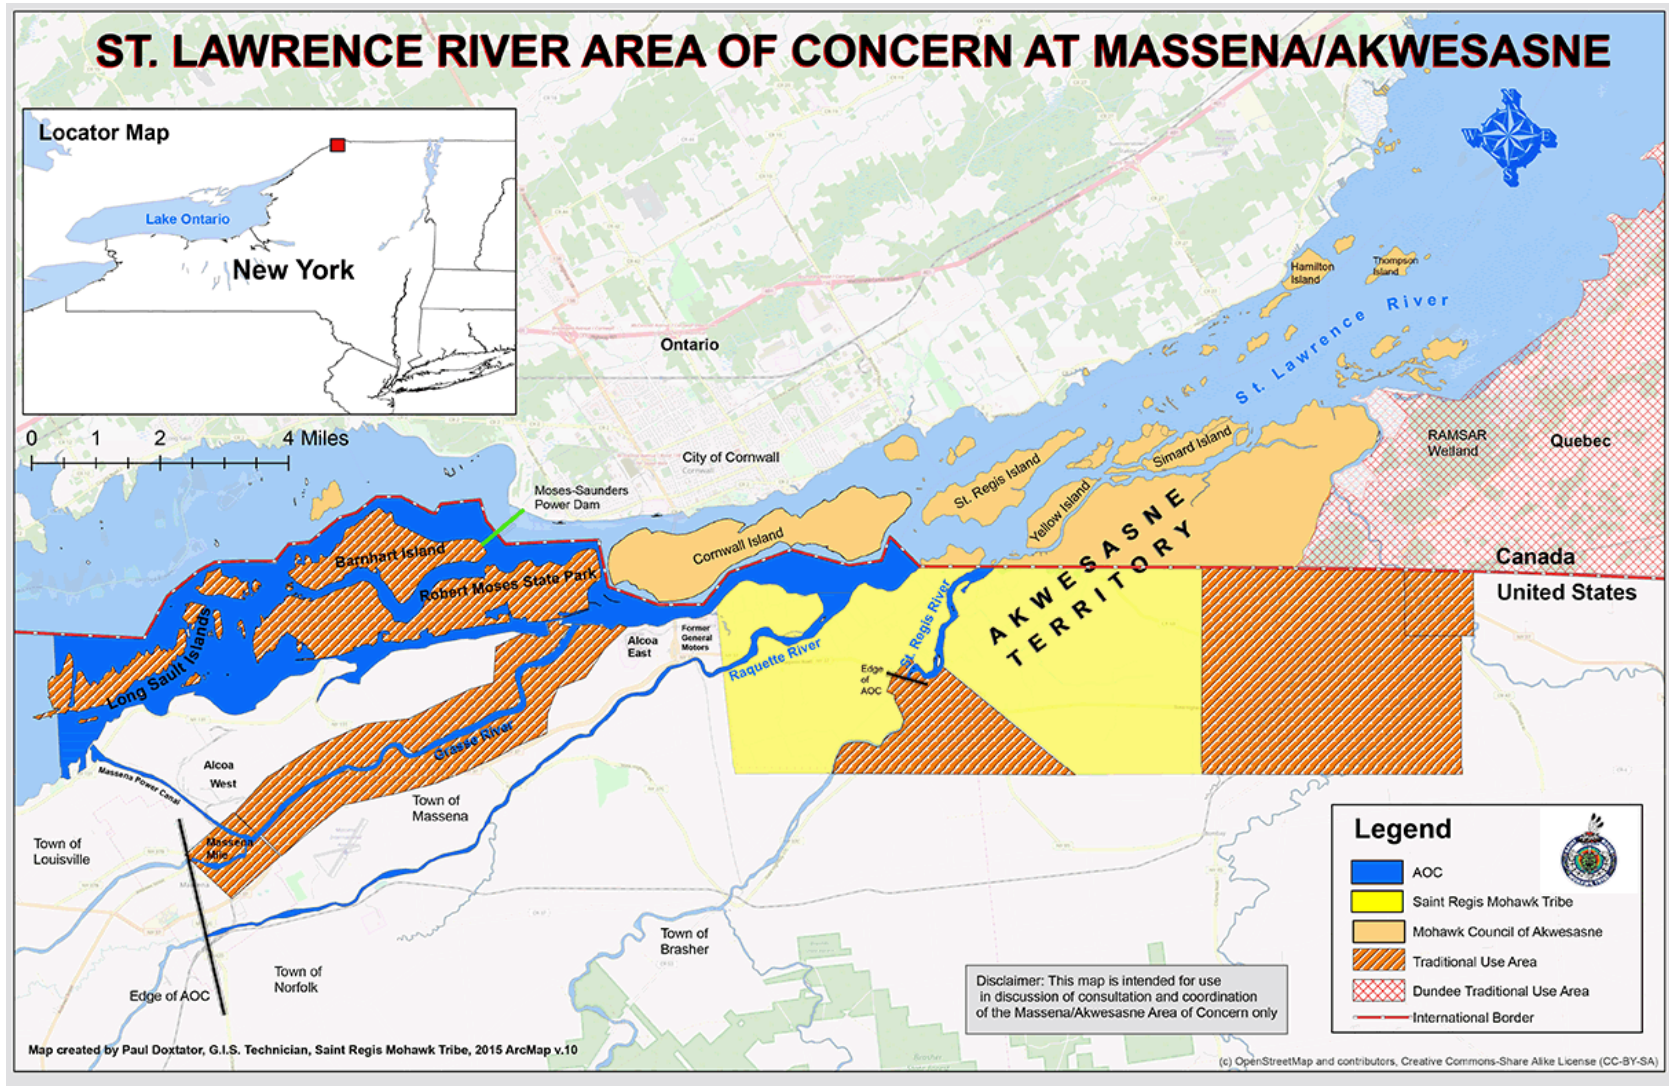 ST. LAWRENCE RIVER AREA OF CONCERN AT MASSENA/AKWESASNE
Locator Map
Lake Ontario
New York
0 1 2 4 Miles
Ontario
City of Cornwall
Cornwall
Moses-Saunders
Power Dam
Hamilton
Island
Thompson
Island
St. Lawrence River
RAMSAR
Welland
Quebec
St. Regis Island
Simard Island
Yellow Island
Cornwall Island
Barnhart Island
Robert Moses State Park
Long Sault Islands
AKWESASNE
TERRITORY
Canada
United States
Alcoa
East
Former
General
Motors
Raquette River
St. Regis River
Edge
of
AOC
Grasse River
Massena Power Canal
Alcoa
West
Massena
Mile
Massena
Town of
Massena
Town of
Louisville
Town of
Brasher
Town of
Norfolk
Edge of AOC
N
W E
S
Legend
AOC
Saint Regis Mohawk Tribe
Mohawk Council of Akwesasne
Traditional Use Area
Dundee Traditional Use Area
International Border
Disclaimer: This map is intended for use
in discussion of consultation and coordination
of the Massena/Akwesasne Area of Concern only
Map created by Paul Doxtator, G.I.S. Technician, Saint Regis Mohawk Tribe, 2015 ArcMap v.10
(c) OpenStreetMap and contributors, Creative Commons-Share Alike License (CC-BY-SA)